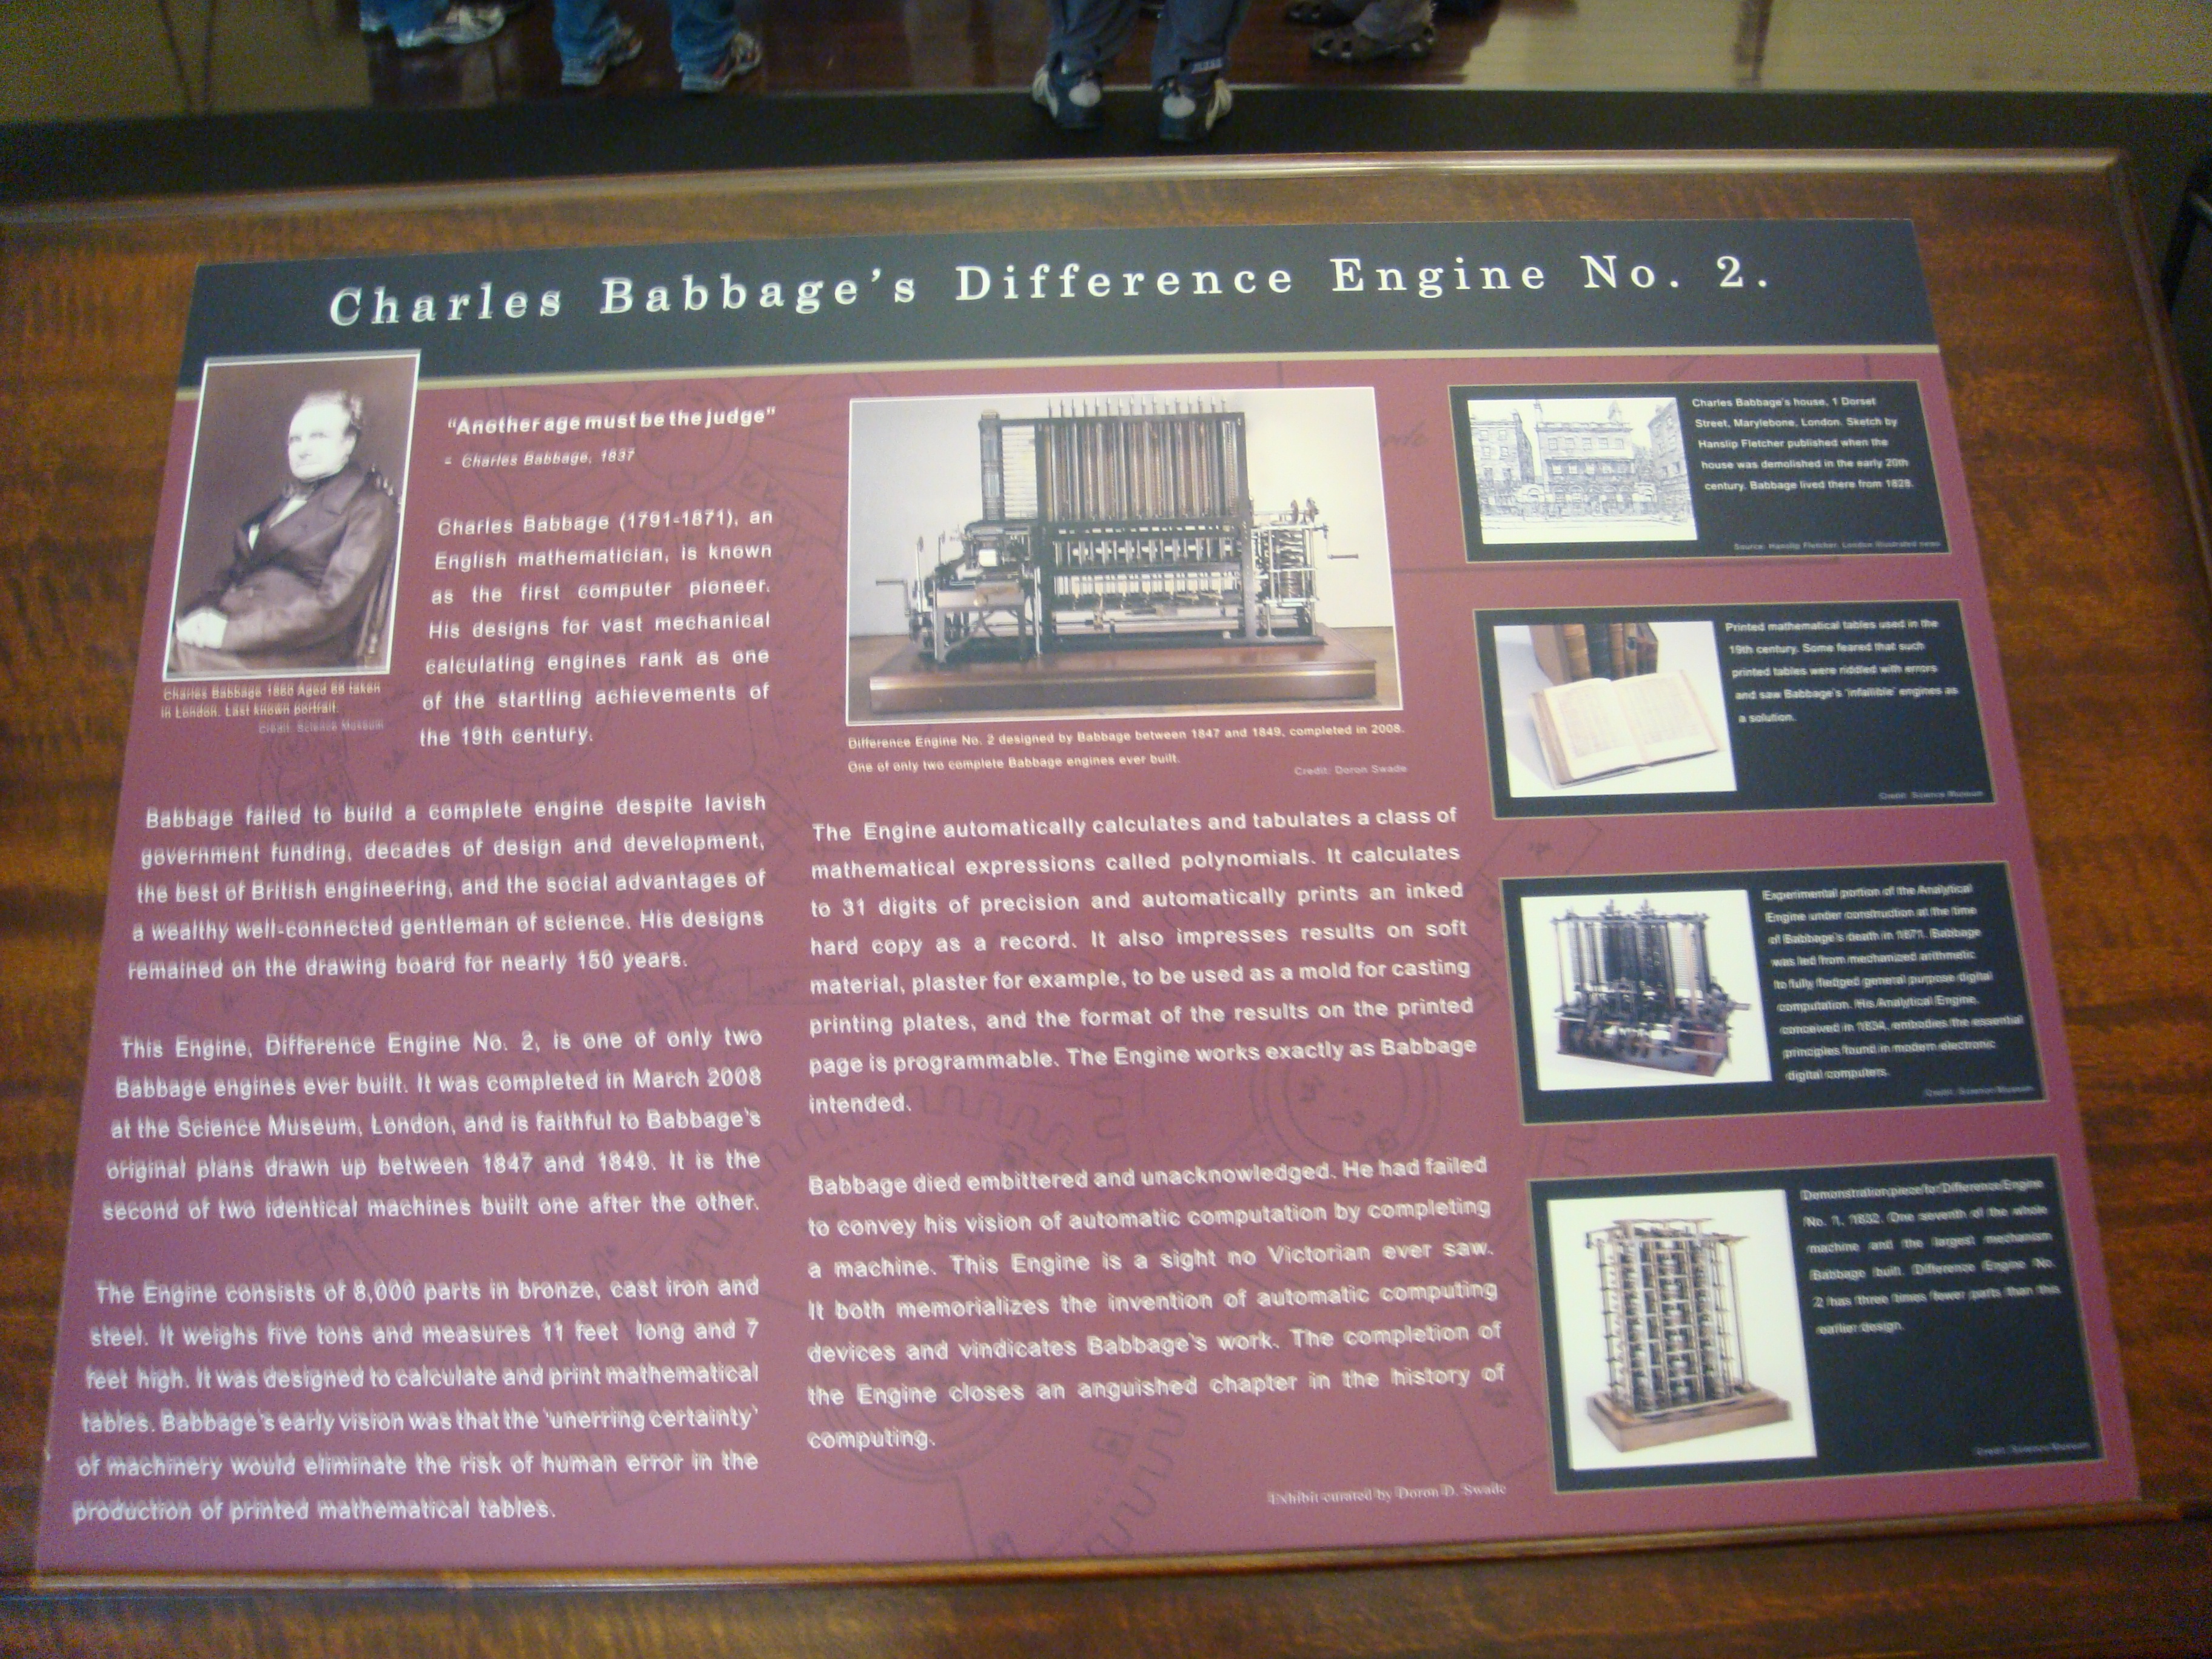 Charles Babbage's Difference Engine No. 2.
"Another age must be the judge"
- Charles Babbage, 1837
Charles Babbage (1791-1871), an
English mathematician, is known
as the first computer pioneer.
His designs for vast mechanical
calculating engines rank as one
of the startling achievements of
the 19th century.
Charles Babbage 1860 Aged 69 taken
in London. Last known portrait.
Credit: Science Museum
Babbage failed to build a complete engine despite lavish
government funding, decades of design and development,
the best of British engineering, and the social advantages of
a wealthy well-connected gentleman of science. His designs
remained on the drawing board for nearly 150 years.
This Engine, Difference Engine No. 2, is one of only two
Babbage engines ever built. It was completed in March 2008
at the Science Museum, London, and is faithful to Babbage's
original plans drawn up between 1847 and 1849. It is the
second of two identical machines built one after the other.
The Engine consists of 8,000 parts in bronze, cast iron and
steel. It weighs five tons and measures 11 feet long and 7
feet high. It was designed to calculate and print mathematical
tables. Babbage's early vision was that the 'unerring certainty'
of machinery would eliminate the risk of human error in the
production of printed mathematical tables.
Difference Engine No. 2 designed by Babbage between 1847 and 1849, completed in 2008.
One of only two complete Babbage engines ever built.
Credit: Doron Swade
The Engine automatically calculates and tabulates a class of
mathematical expressions called polynomials. It calculates
to 31 digits of precision and automatically prints an inked
hard copy as a record. It also impresses results on soft
material, plaster for example, to be used as a mold for casting
printing plates, and the format of the results on the printed
page is programmable. The Engine works exactly as Babbage
intended.
Babbage died embittered and unacknowledged. He had failed
to convey his vision of automatic computation by completing
a machine. This Engine is a sight no Victorian ever saw.
It both memorializes the invention of automatic computing
devices and vindicates Babbage's work. The completion of
the Engine closes an anguished chapter in the history of
computing.
Exhibit curated by Doron D. Swade
Charles Babbage's house, 1 Dorset
Street, Marylebone, London. Sketch by
Hanslip Fletcher published when the
house was demolished in the early 20th
century. Babbage lived there from 1828.
Source: Hanslip Fletcher, London Illustrated news
Printed mathematical tables used in the
19th century. Some feared that such
printed tables were riddled with errors
and saw Babbage's 'infallible' engines as
a solution.
Credit: Science Museum
Experimental portion of the Analytical
Engine under construction at the time
of Babbage's death in 1871. Babbage
was led from mechanized arithmetic
to fully fledged general purpose digital
computation. His Analytical Engine,
conceived in 1834, embodies the essential
principles found in modern electronic
digital computers.
Credit: Science Museum
Demonstration piece for Difference Engine
No. 1, 1832. One seventh of the whole
machine and the largest mechanism
Babbage built. Difference Engine No.
2 has three times fewer parts than this
earlier design.
Credit: Science Museum